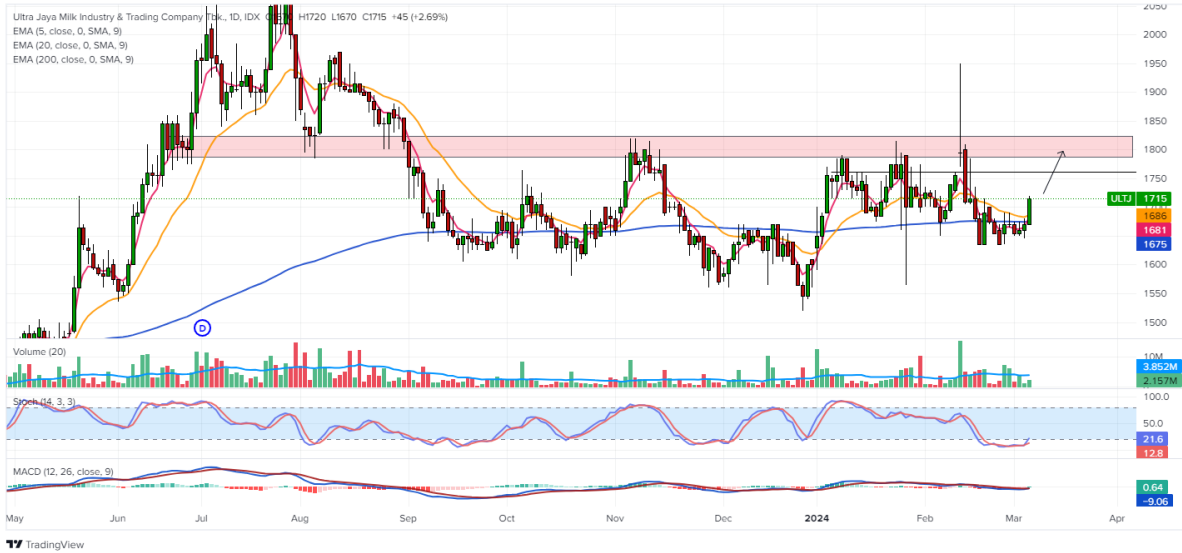 Ultra Jaya Milk Industry & Trading Company Tbk., 1D, IDX H1720 L1670 C1715 +45 (+2.69%)
EMA (5, close, 0, SMA, 9)
EMA (20, close, 0, SMA, 9)
EMA (200, close, 0, SMA, 9)
2050
2000
1950
1900
1850
1800
1750
ULTJ 1715
1686
1681
1675
1600
1550
1500
D
Volume (20)
10M
3.852M
2.157M
Stoch (14, 3, 3)
100.0
50.0
21.6
12.8
MACD (12, 26, close, 9)
0.64
−9.06
May Jun Jul Aug Sep Oct Nov Dec 2024 Feb Mar Apr
TradingView